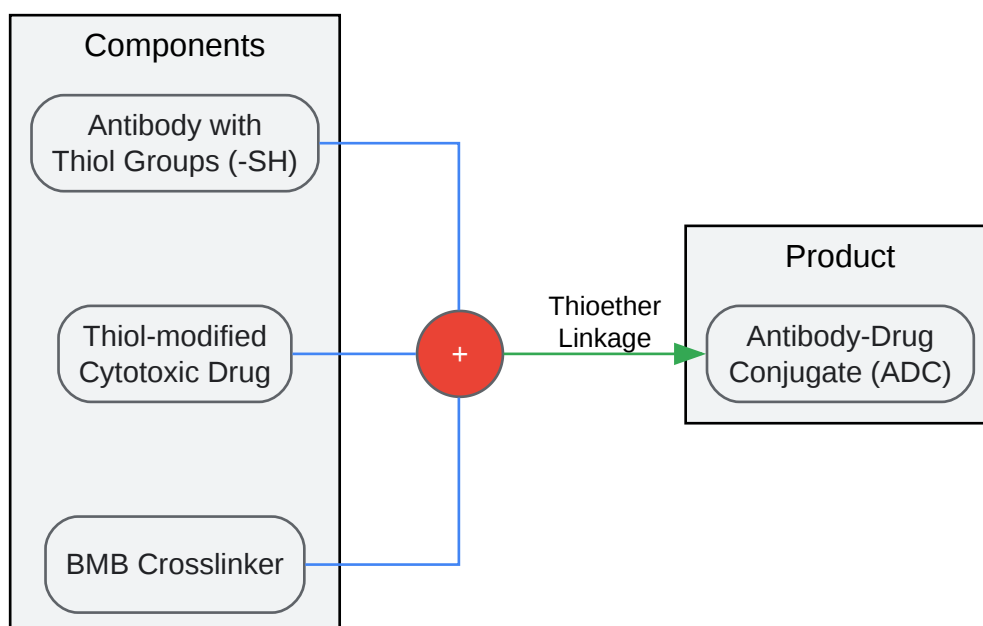 Components
Antibody with
Thiol Groups (-SH)
Thiol-modified
Cytotoxic Drug
BMB Crosslinker
+
Thioether
Linkage
Product
Antibody-Drug
Conjugate (ADC)